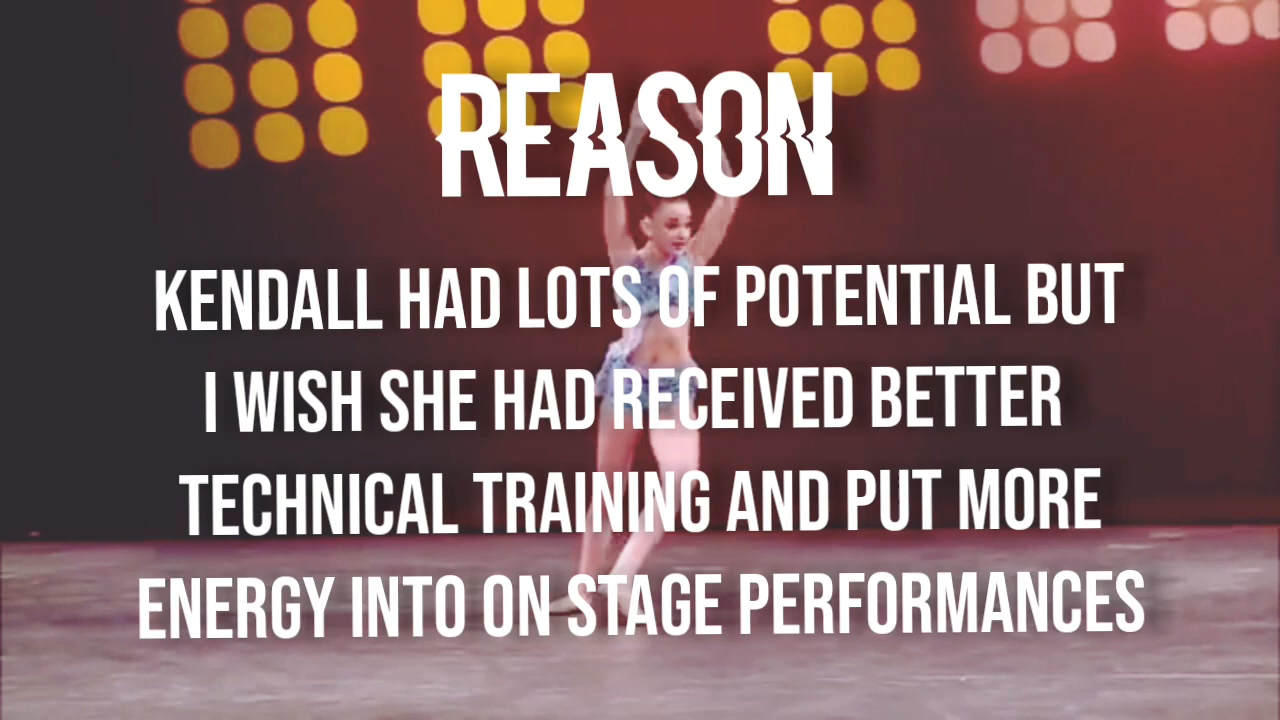 REASON
KENDALL HAD LOTS OF POTENTIAL BUT
I WISH SHE HAD RECEIVED BETTER
TECHNICAL TRAINING AND PUT MORE
ENERGY INTO ON STAGE PERFORMANCES